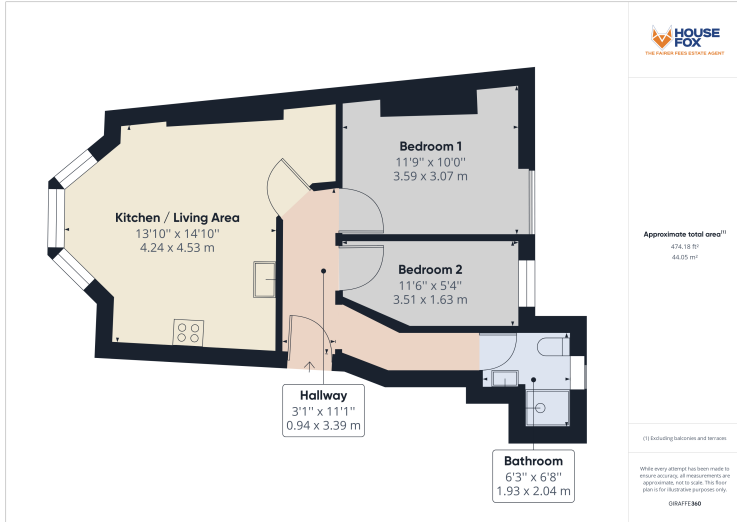 HOUSE
FOX
THE FAIRER FEES ESTATE AGENT
Bedroom 1
11'9'' x 10'0''
3.59 x 3.07 m
Kitchen / Living Area
13'10'' x 14'10''
4.24 x 4.53 m
Bedroom 2
11'6'' x 5'4''
3.51 x 1.63 m
Hallway
3'1'' x 11'1''
0.94 x 3.39 m
Bathroom
6'3'' x 6'8''
1.93 x 2.04 m
Approximate total area⁽¹⁾
474.18 ft²
44.05 m²
(1) Excluding balconies and terraces
While every attempt has been made to
ensure accuracy, all measurements are
approximate, not to scale. This floor
plan is for illustrative purposes only.
GIRAFFE360